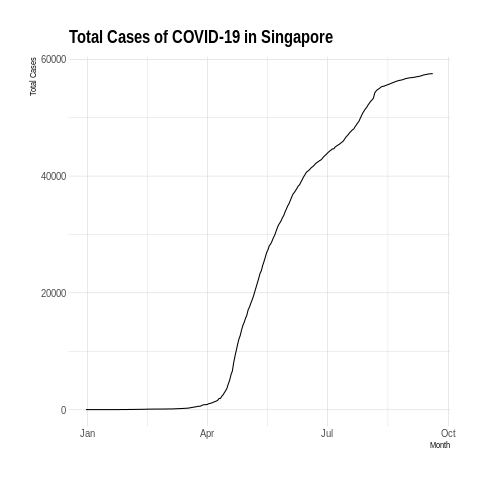 Total Cases of COVID-19 in Singapore
Total Cases
60000
40000
20000
0
Jan Apr Jul Oct
Month